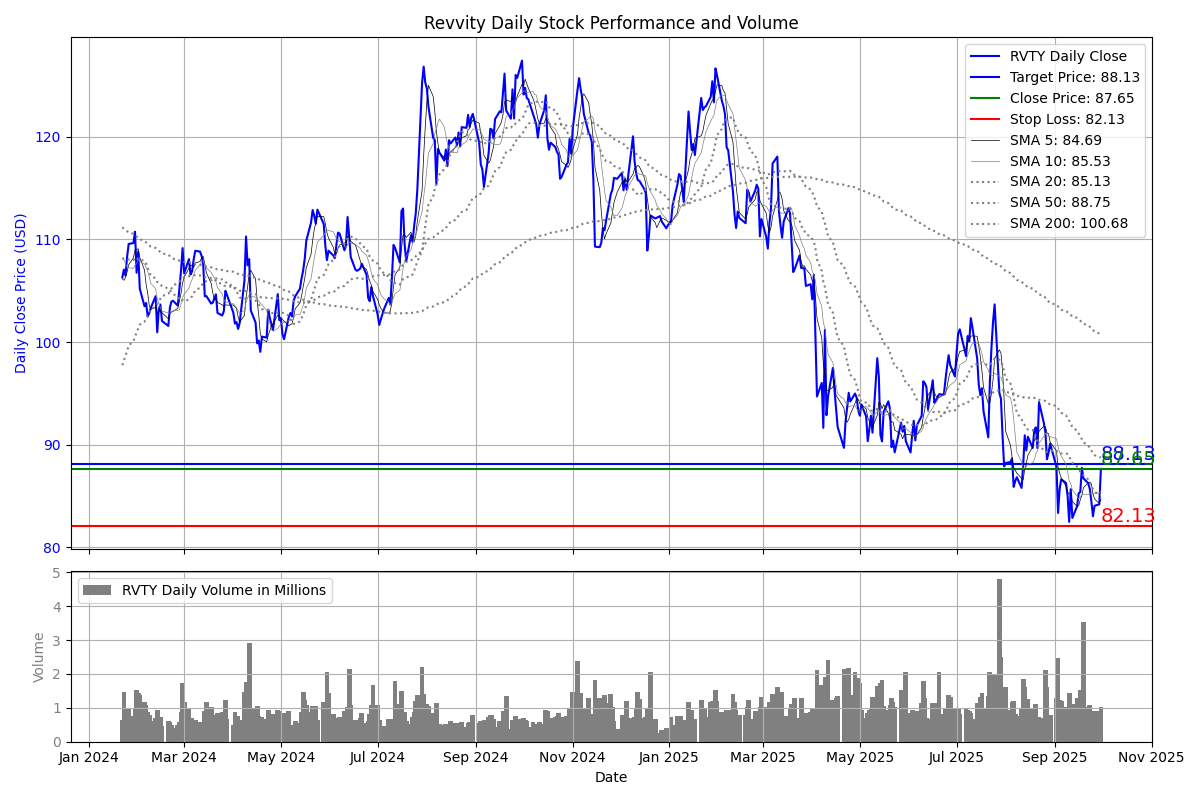 Revvity Daily Stock Performance and Volume
Daily Close Price (USD)
120
110
100
90
80
RVTY Daily Close
Target Price: 88.13
Close Price: 87.65
Stop Loss: 82.13
SMA 5: 84.69
SMA 10: 85.53
SMA 20: 85.13
SMA 50: 88.75
SMA 200: 100.68
88.13
87.65
82.13
Volume
5
4
3
2
1
0
RVTY Daily Volume in Millions
Jan 2024 Mar 2024 May 2024 Jul 2024 Sep 2024 Nov 2024 Jan 2025 Mar 2025 May 2025 Jul 2025 Sep 2025 Nov 2025
Date